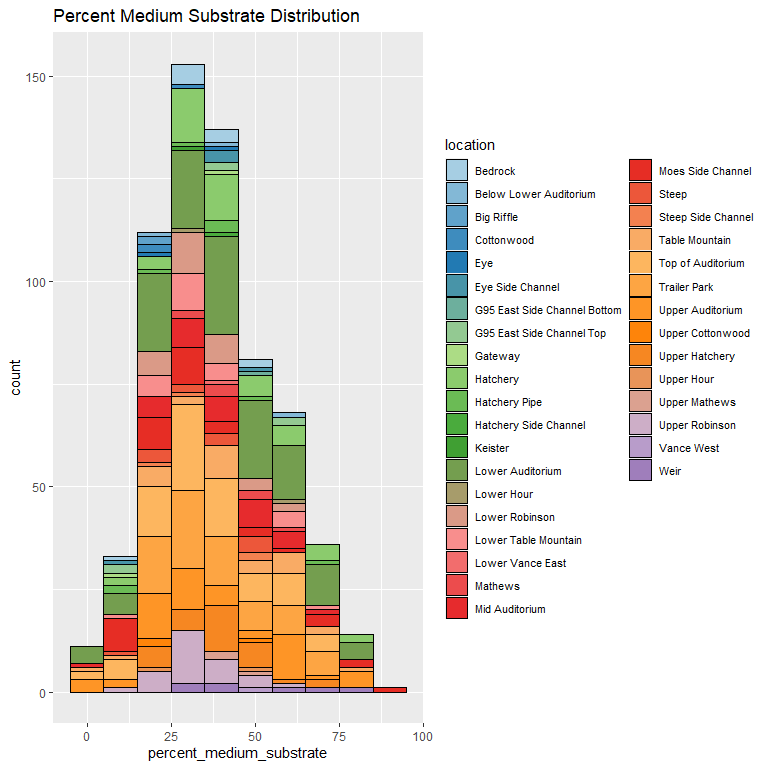 Percent Medium Substrate Distribution
150
100
50
0
count
0 25 50 75 100
percent_medium_substrate
location
Bedrock
Below Lower Auditorium
Big Riffle
Cottonwood
Eye
Eye Side Channel
G95 East Side Channel Bottom
G95 East Side Channel Top
Gateway
Hatchery
Hatchery Pipe
Hatchery Side Channel
Keister
Lower Auditorium
Lower Hour
Lower Robinson
Lower Table Mountain
Lower Vance East
Mathews
Mid Auditorium
Moes Side Channel
Steep
Steep Side Channel
Table Mountain
Top of Auditorium
Trailer Park
Upper Auditorium
Upper Cottonwood
Upper Hatchery
Upper Hour
Upper Mathews
Upper Robinson
Vance West
Weir